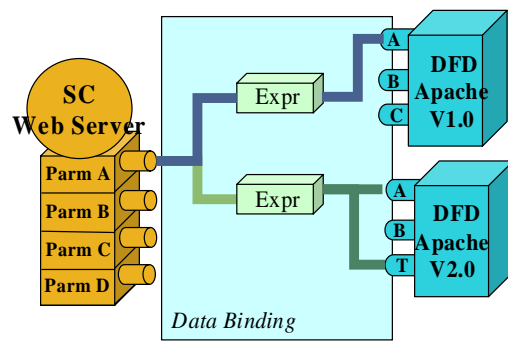 SC
Web Server
Parm A
Parm B
Parm C
Parm D
Expr
Expr
Data Binding
A
B
C
DFD
Apache
V1.0
A
B
T
DFD
Apache
V2.0